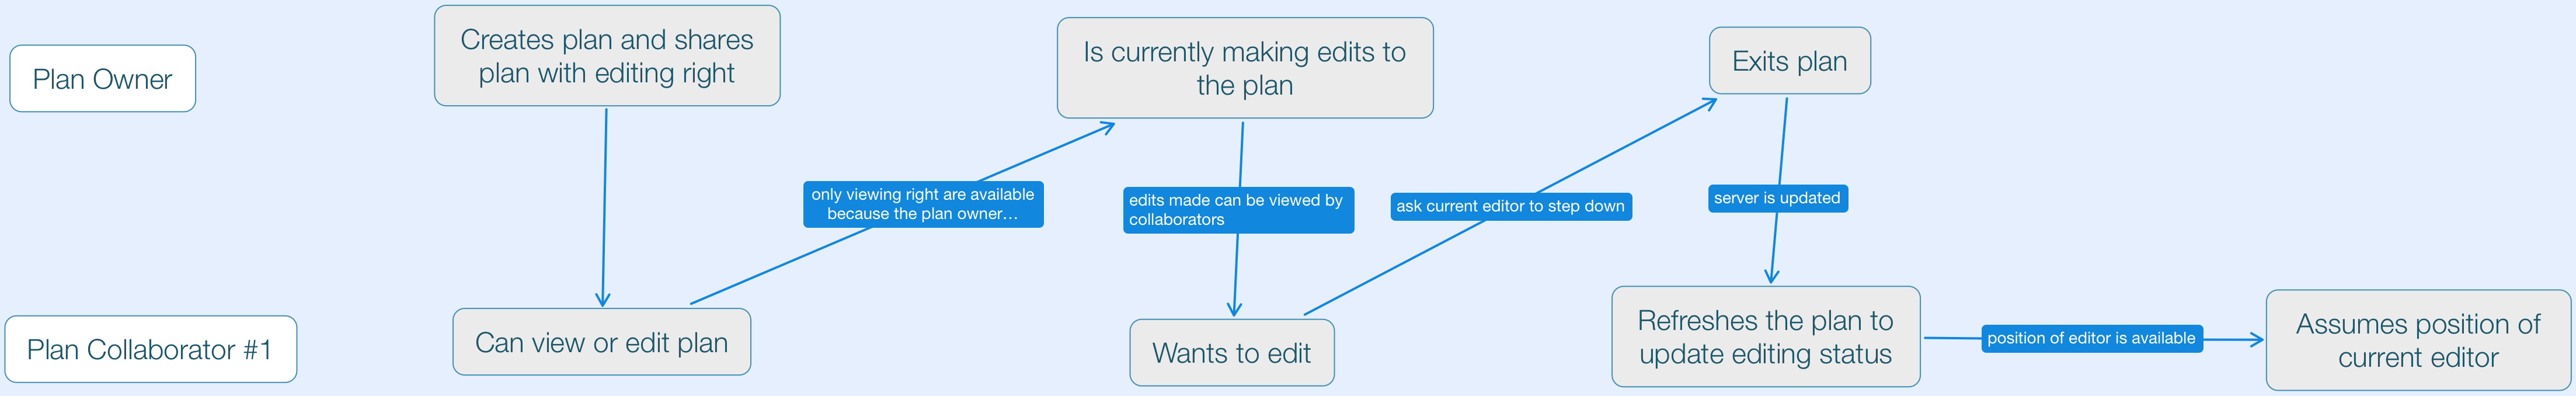 Plan Owner
Creates plan and shares
plan with editing right
Is currently making edits to
the plan
Exits plan
only viewing right are available
because the plan owner…
edits made can be viewed by
collaborators
ask current editor to step down
server is updated
Plan Collaborator #1
Can view or edit plan
Wants to edit
Refreshes the plan to
update editing status
position of editor is available
Assumes position of
current editor